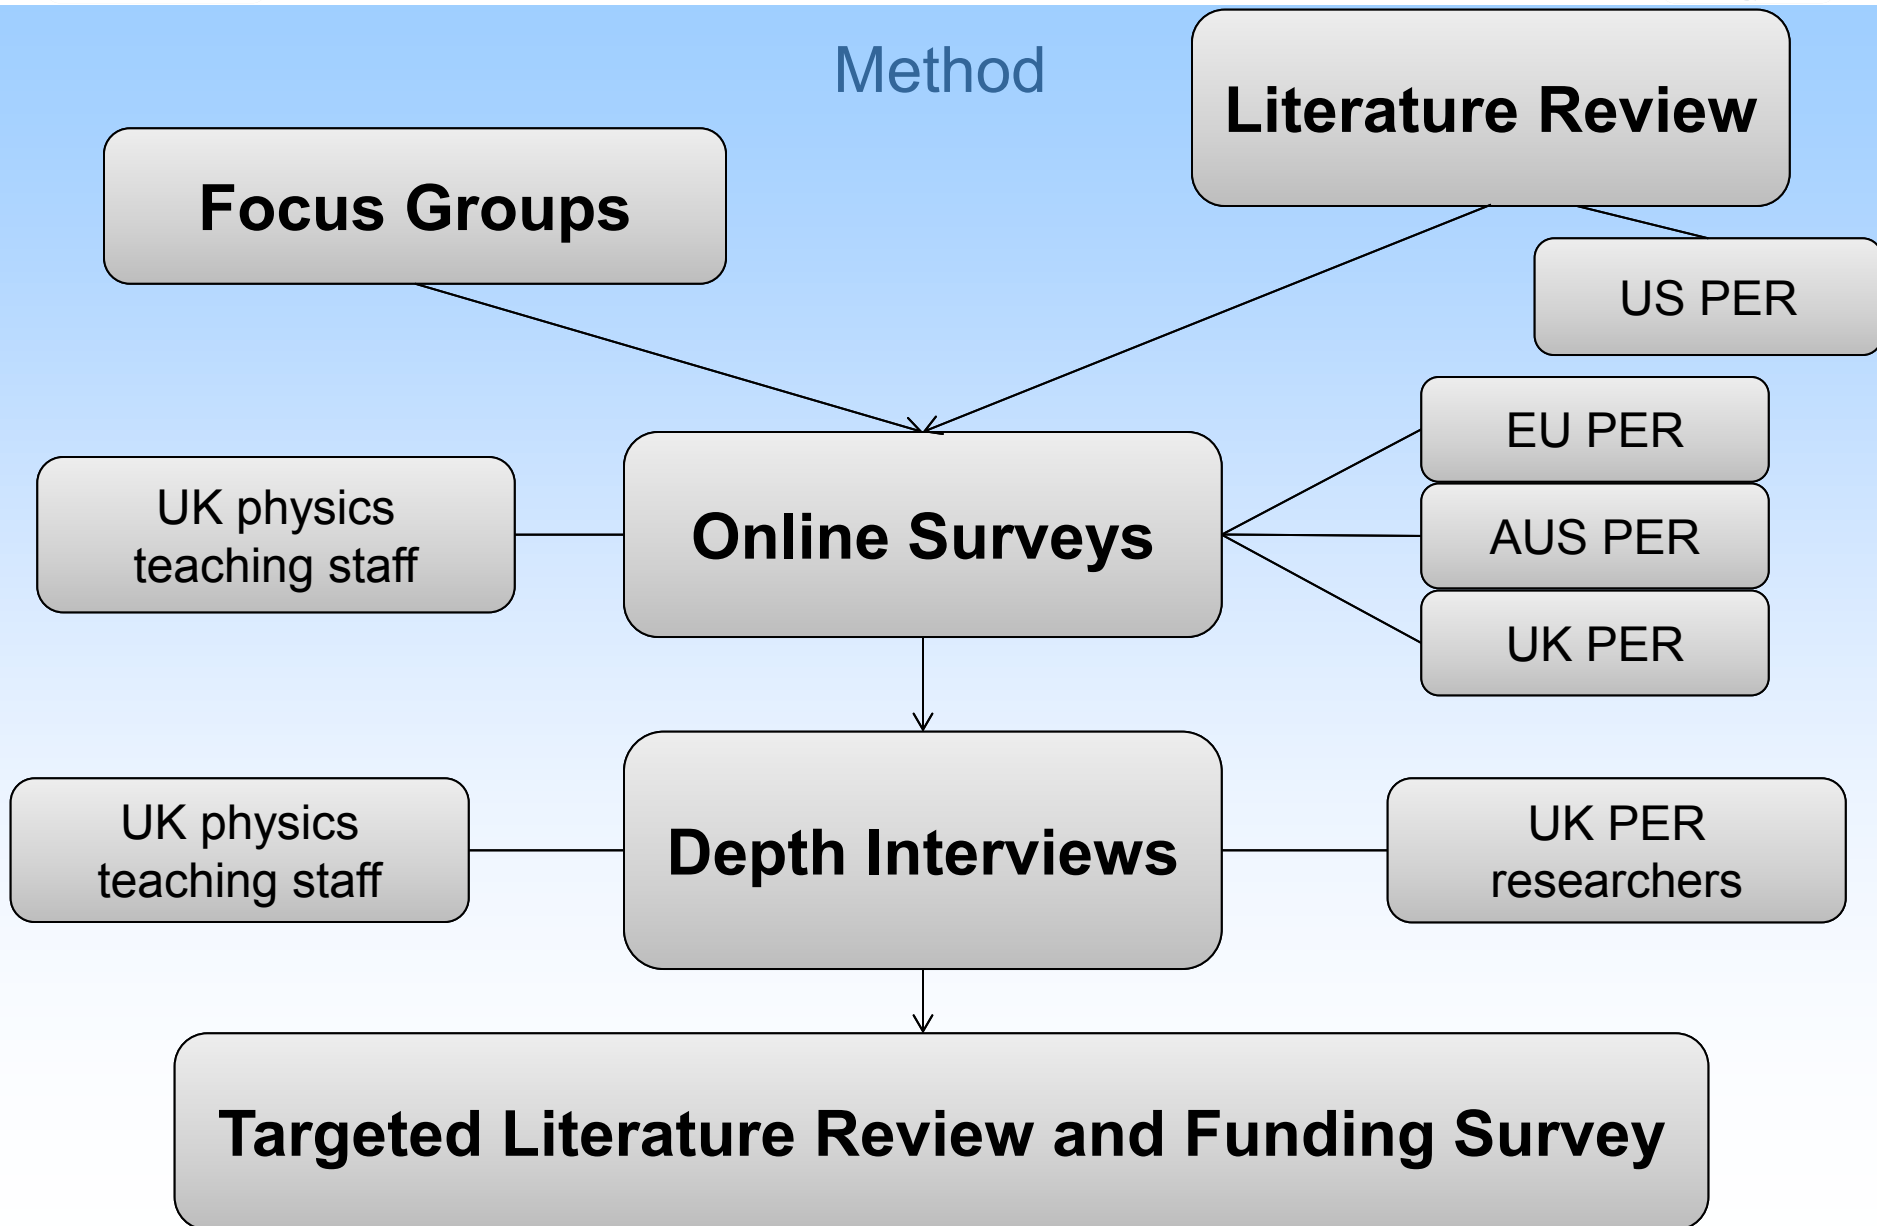 Method
Literature Review
Focus Groups
US PER
EU PER
UK physics
teaching staff
Online Surveys
AUS PER
UK PER
UK physics
teaching staff
Depth Interviews
UK PER
researchers
Targeted Literature Review and Funding Survey